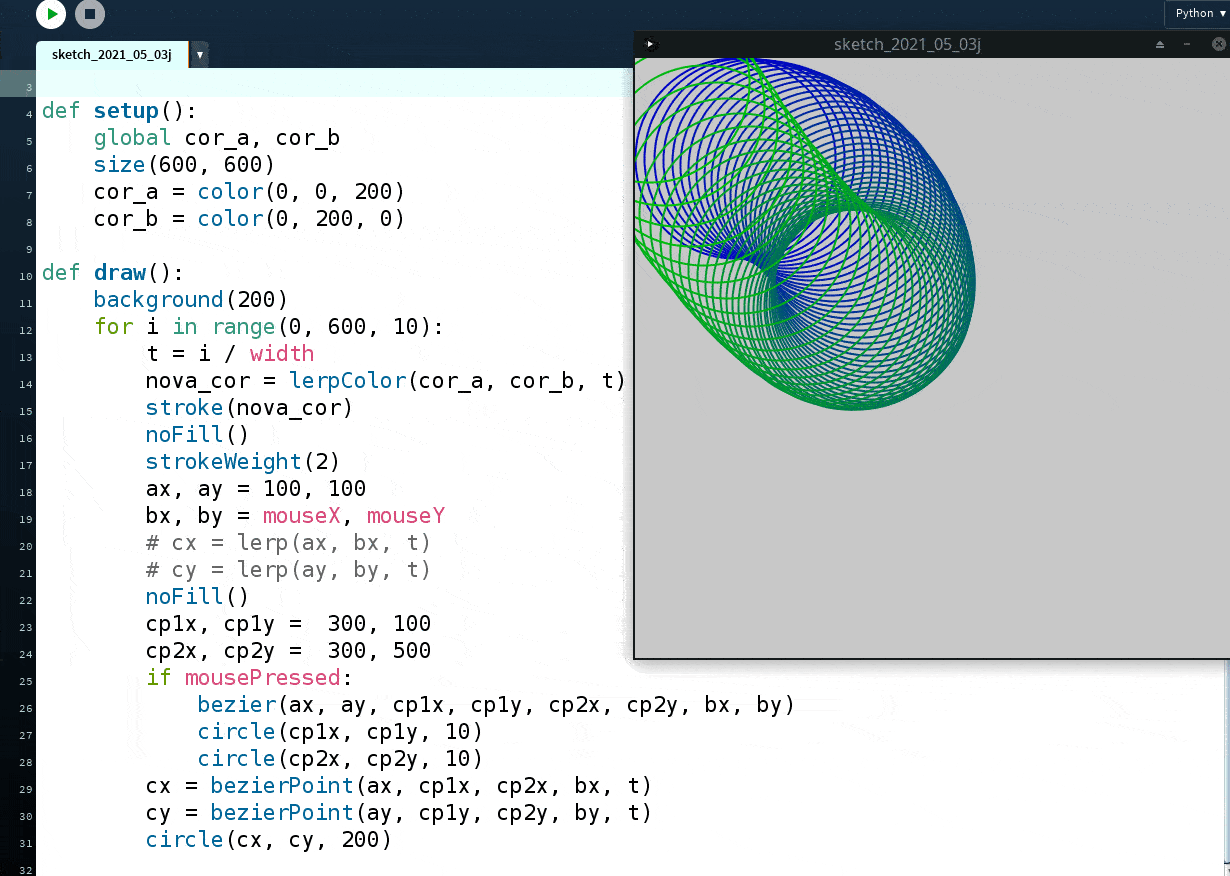 Python ▼
sketch_2021_05_03j ▼
sketch_2021_05_03j
3
4 def setup():
5     global cor_a, cor_b
6     size(600, 600)
7     cor_a = color(0, 0, 200)
8     cor_b = color(0, 200, 0)
9
10 def draw():
11     background(200)
12     for i in range(0, 600, 10):
13         t = i / width
14         nova_cor = lerpColor(cor_a, cor_b, t)
15         stroke(nova_cor)
16         noFill()
17         strokeWeight(2)
18         ax, ay = 100, 100
19         bx, by = mouseX, mouseY
20         # cx = lerp(ax, bx, t)
21         # cy = lerp(ay, by, t)
22         noFill()
23         cp1x, cp1y =  300, 100
24         cp2x, cp2y =  300, 500
25         if mousePressed:
26             bezier(ax, ay, cp1x, cp1y, cp2x, cp2y, bx, by)
27             circle(cp1x, cp1y, 10)
28             circle(cp2x, cp2y, 10)
29         cx = bezierPoint(ax, cp1x, cp2x, bx, t)
30         cy = bezierPoint(ay, cp1y, cp2y, by, t)
31         circle(cx, cy, 200)
32